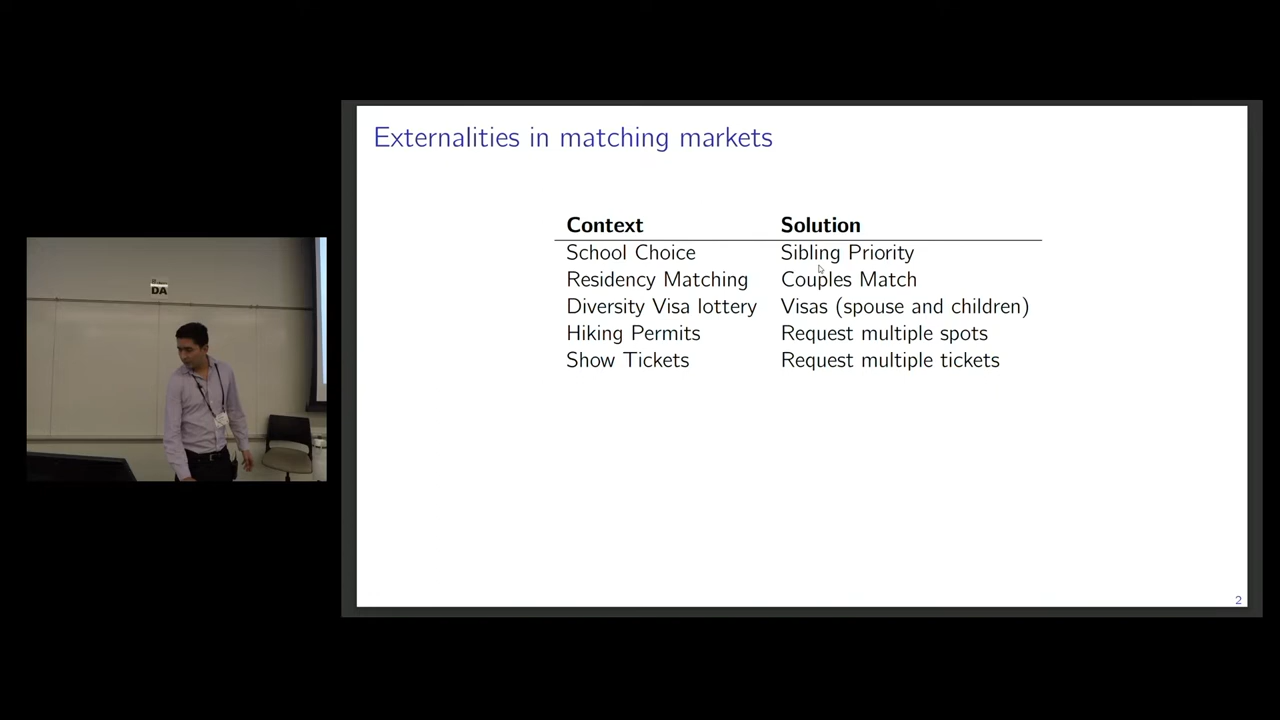 Externalities in matching markets
Context Solution
School Choice Sibling Priority
Residency Matching Couples Match
Diversity Visa lottery Visas (spouse and children)
Hiking Permits Request multiple spots
Show Tickets Request multiple tickets
2
DA